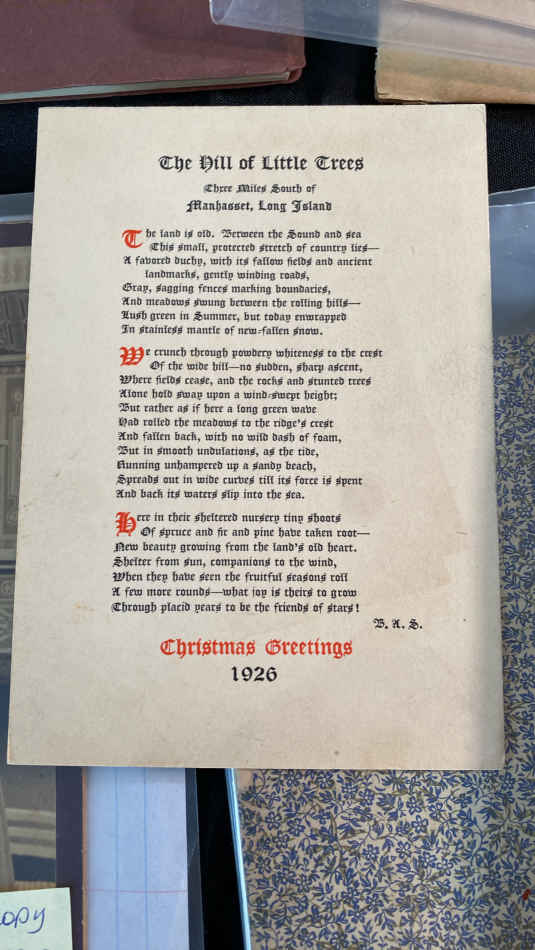 The Hill of Little Trees
Three Miles South of
Manhasset, Long Island
The land is old. Between the Sound and sea
This small, protected stretch of country lies—
A favored duchy, with its fallow fields and ancient
landmarks, gently winding roads,
Gray, sagging fences marking boundaries,
And meadows swung between the rolling hills—
Lush green in Summer, but today enwrapped
In stainless mantle of new-fallen snow.
We crunch through powdery whiteness to the crest
Of the wide hill—no sudden, sharp ascent,
Where fields cease, and the rocks and stunted trees
Alone hold sway upon a wind-swept height;
But rather as if here a long green wave
Had rolled the meadows to the ridge's crest
And fallen back, with no wild dash of foam,
But in smooth undulations, as the tide,
Running unhampered up a sandy beach,
Spreads out in wide curves till its force is spent
And back its waters slip into the sea.
Here in their sheltered nursery tiny shoots
Of spruce and fir and pine have taken root—
New beauty growing from the land's old heart.
Shelter from sun, companions to the wind,
When they have seen the fruitful seasons roll
A few more rounds—what joy is theirs to grow
Through placid years to be the friends of stars!
B. A. S.
Christmas Greetings
1926